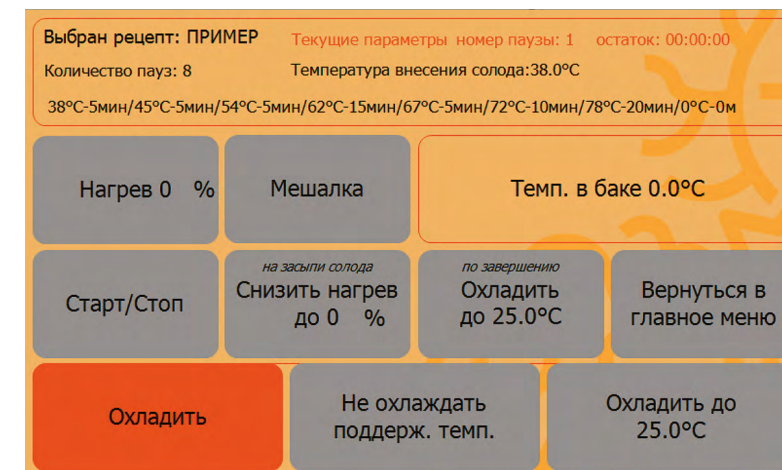 Выбран рецепт: ПРИМЕР Текущие параметры номер паузы: 1 остаток: 00:00:00
Количество пауз: 8 Температура внесения солода:38.0°C
38°C-5мин/45°C-5мин/54°C-5мин/62°C-15мин/67°C-5мин/72°C-10мин/78°C-20мин/0°C-0м
Нагрев 0 % Мешалка Темп. в баке 0.0°C
Старт/Стоп
на засыпи солода
Снизить нагрев
до 0 %
по завершению
Охладить
до 25.0°C
Вернуться в
главное меню
Охладить
Не охлаждать
поддерж. темп.
Охладить до
25.0°C